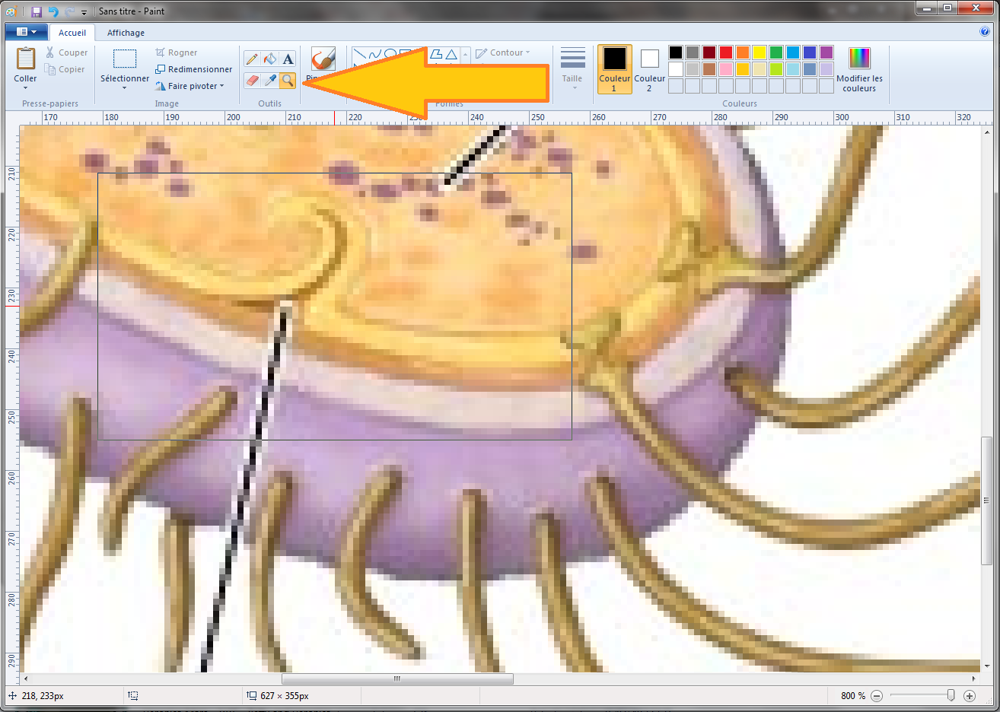 Sans titre - Paint
Accueil Affichage
Coller
Couper
Copier
Presse-papiers
Sélectionner
Rogner
Redimensionner
Faire pivoter
Image
A
Outils
Contour
Taille
Couleur 1
Couleur 2
Modifier les couleurs
Couleurs
170 180 190 200 210 220 240 250 260 270 280 290 300 310 320
210
220
230
240
250
260
270
280
290
218, 233px
627 × 355px
800 %